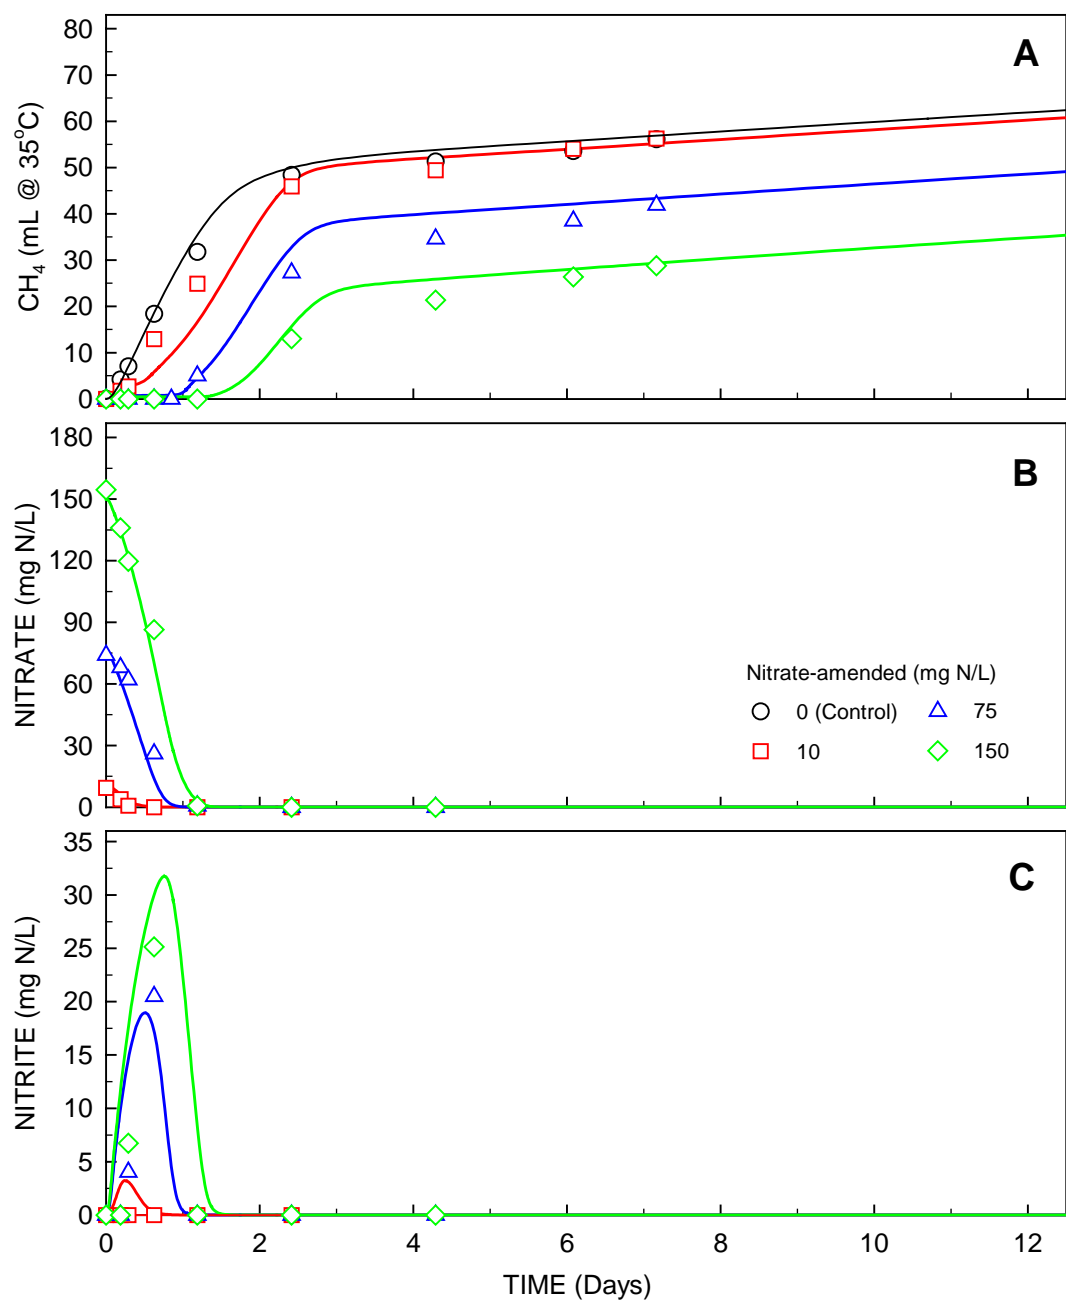 A
CH₄ (mL @ 35°C)
80
70
60
50
40
30
20
10
0
B
NITRATE (mg N/L)
180
150
120
90
60
30
0
Nitrate-amended (mg N/L)
0 (Control) 75
10 150
C
NITRITE (mg N/L)
35
30
25
20
15
10
5
0
0 2 4 6 8 10 12
TIME (Days)